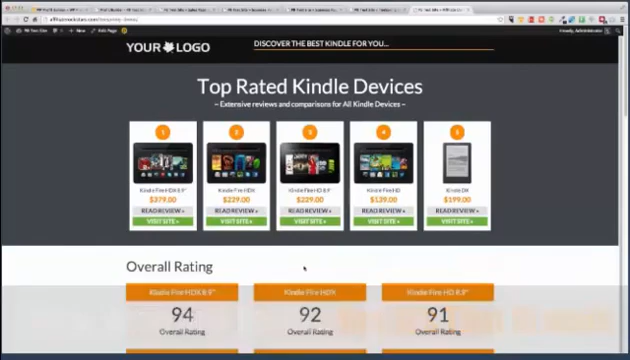 YOUR LOGO
DISCOVER THE BEST KINDLE FOR YOU...
Top Rated Kindle Devices
~ Extensive reviews and comparisons for All Kindle Devices ~
1
2
3
4
5
Kindle Fire HDX 8.9"
Kindle Fire HDX
Kindle Fire HD 8.9"
Kindle Fire HD
Kindle DX
$379.00
$229.00
$229.00
$139.00
$199.00
READ REVIEW »
READ REVIEW »
READ REVIEW »
READ REVIEW »
READ REVIEW »
VISIT SITE »
VISIT SITE »
VISIT SITE »
VISIT SITE »
VISIT SITE »
Overall Rating
Kindle Fire HDX 8.9"
Kindle Fire HDX
Kindle Fire HD 8.9"
94
92
91
Overall Rating
Overall Rating
Overall Rating